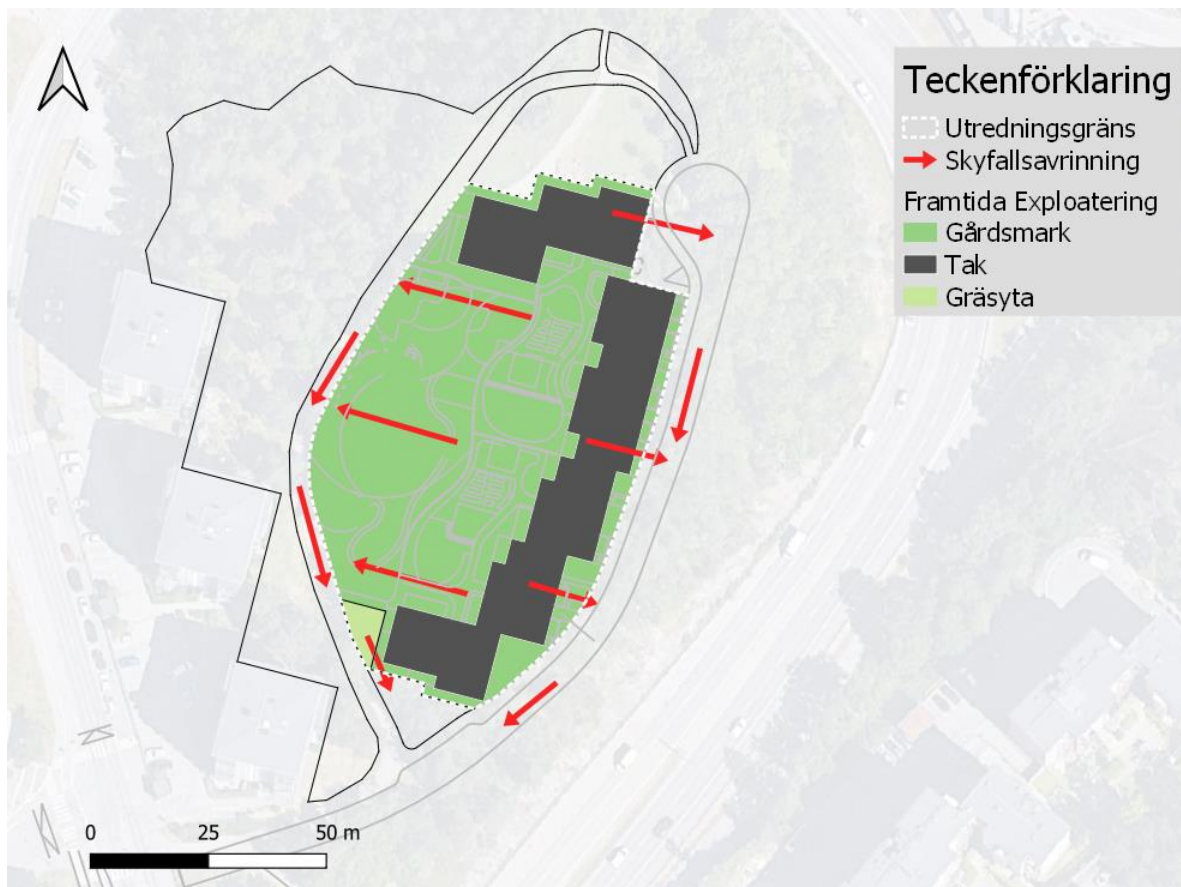 Teckenförklaring
Utredningsgräns
Skyfallsavrinning
Framtida Exploatering
Gårdsmark
Tak
Gräsyta
0 25 50 m